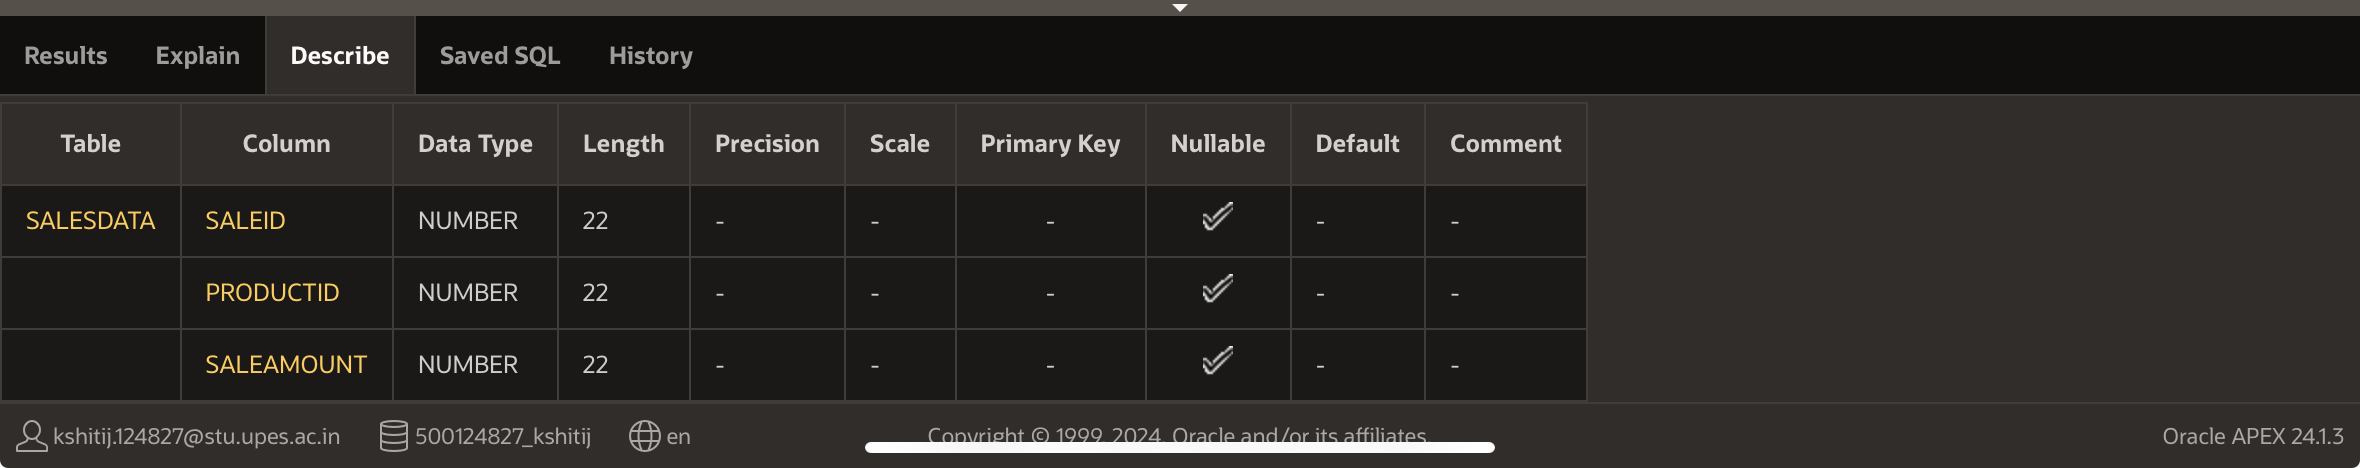 Results Explain Describe Saved SQL History
Table Column Data Type Length Precision Scale Primary Key Nullable Default Comment
SALESDATA SALEID NUMBER 22 - - - - -
PRODUCTID NUMBER 22 - - - - -
SALEAMOUNT NUMBER 22 - - - - -
kshitij.124827@stu.upes.ac.in 500124827_kshitij en Copyright © 1999, 2024, Oracle and/or its affiliates. Oracle APEX 24.1.3